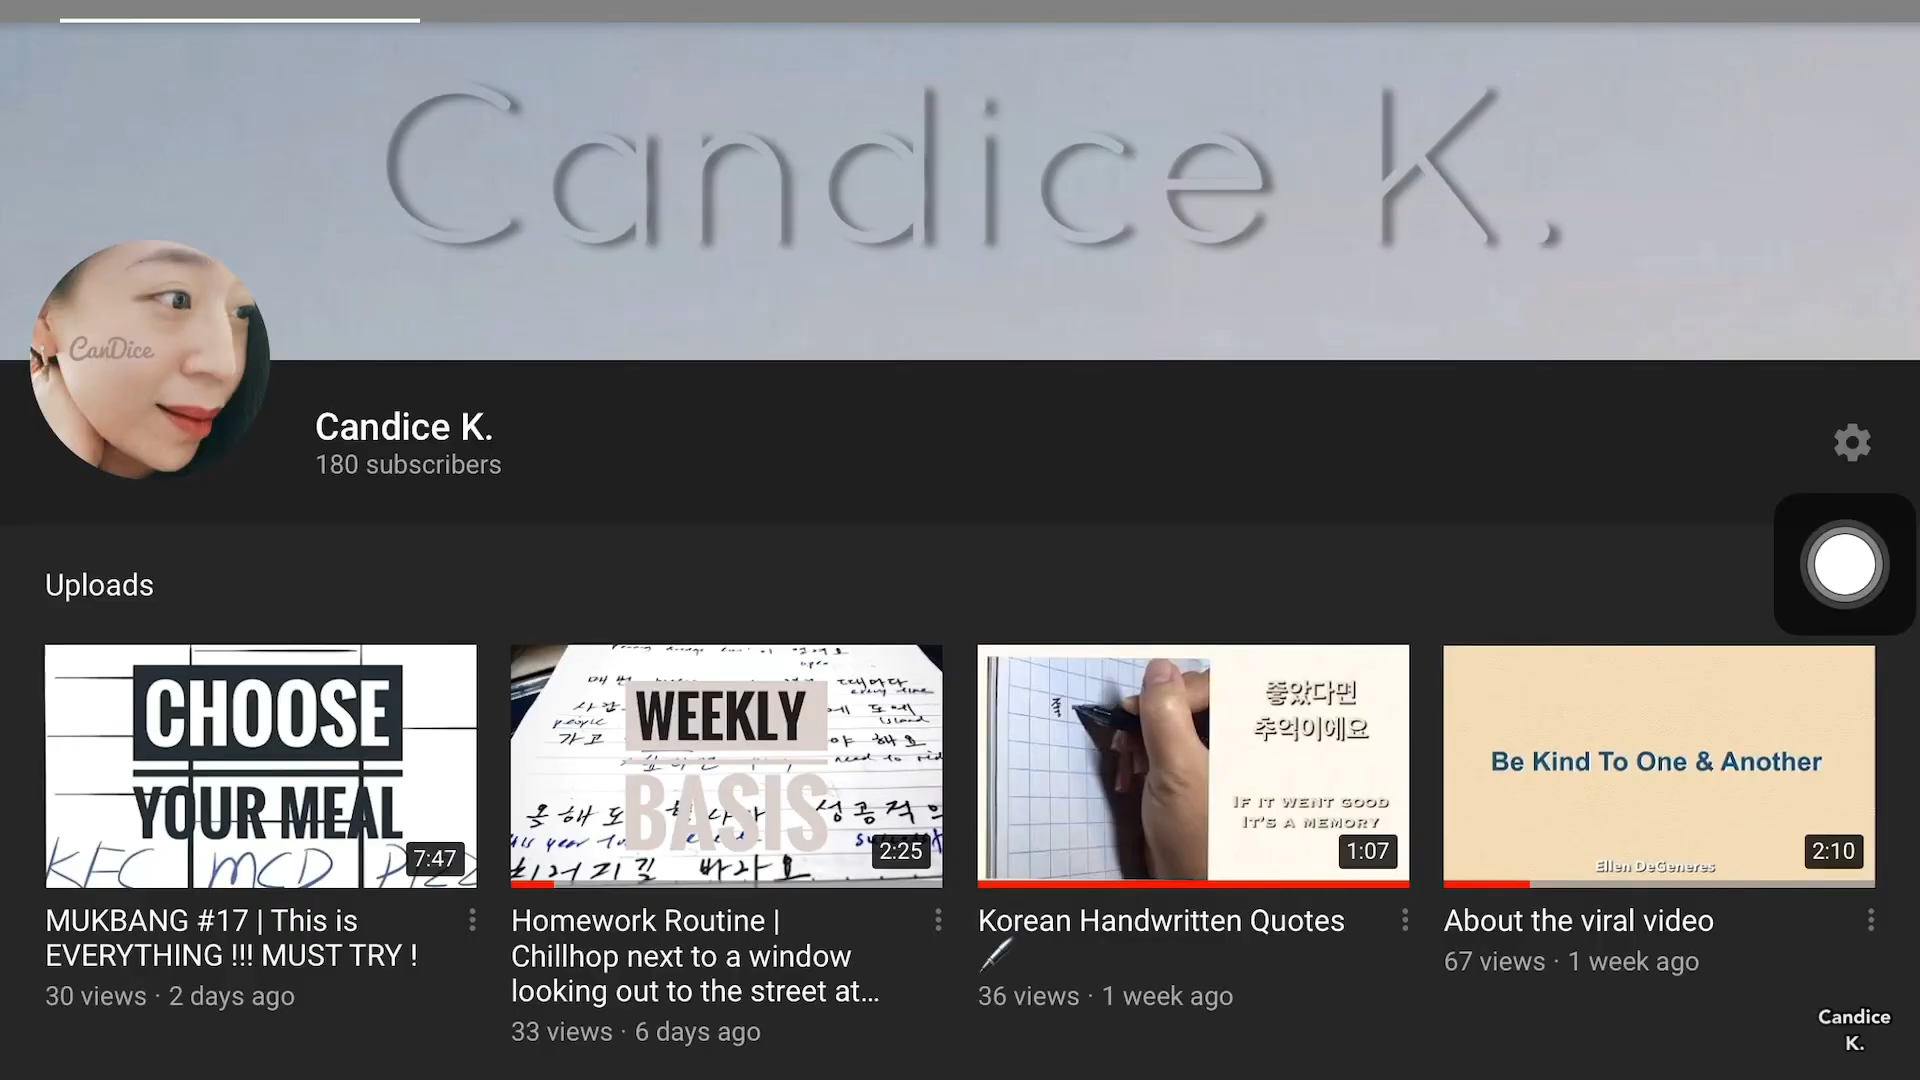 Candice K.
CanDice
Candice K.
180 subscribers
Uploads
CHOOSE
YOUR MEAL
KFC MCD
7:47
WEEKLY
BASIS
2:25
좋았다면
추억이에요
IF IT WENT GOOD
IT'S A MEMORY
1:07
Be Kind To One & Another
Ellen DeGeneres
2:10
MUKBANG #17 | This is
EVERYTHING !!! MUST TRY !
30 views · 2 days ago
Homework Routine |
Chillhop next to a window
looking out to the street at...
33 views · 6 days ago
Korean Handwritten Quotes
🖊
36 views · 1 week ago
About the viral video
67 views · 1 week ago
Candice
K.